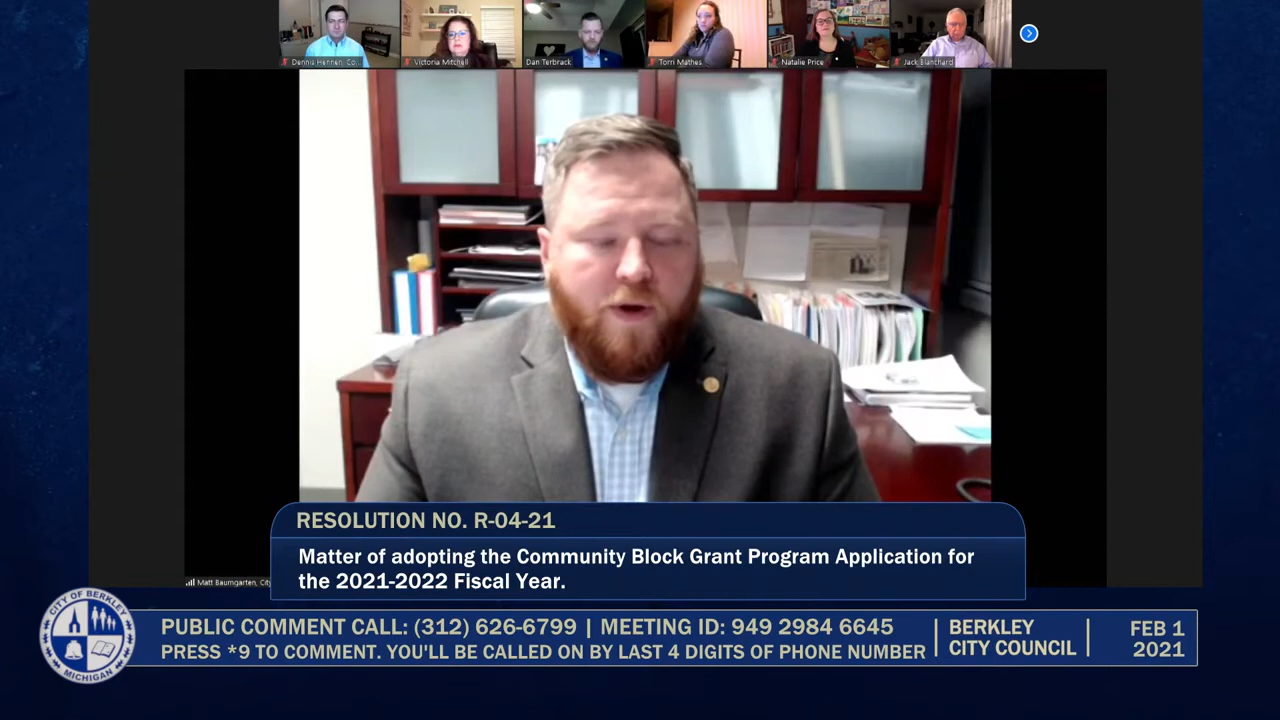 Dennis Hennen, Co...
Victoria Mitchell
Dan Terbrack
Torri Mathes
Natalie Price
Jack Blanchard
RESOLUTION NO. R-04-21
Matter of adopting the Community Block Grant Program Application for
the 2021-2022 Fiscal Year.
Matt Baumgarten, City
CITY OF BERKLEY
MICHIGAN
PUBLIC COMMENT CALL: (312) 626-6799 | MEETING ID: 949 2984 6645
PRESS *9 TO COMMENT. YOU'LL BE CALLED ON BY LAST 4 DIGITS OF PHONE NUMBER
BERKLEY
CITY COUNCIL
FEB 1
2021